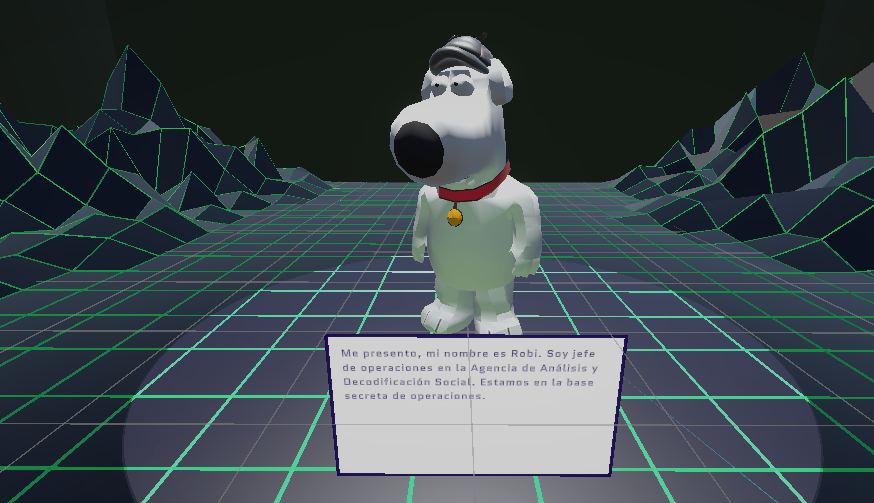 Me presento, mi nombre es Robi. Soy jefe
de operaciones en la Agencia de Análisis y
Decodificación Social. Estamos en la base
secreta de operaciones.